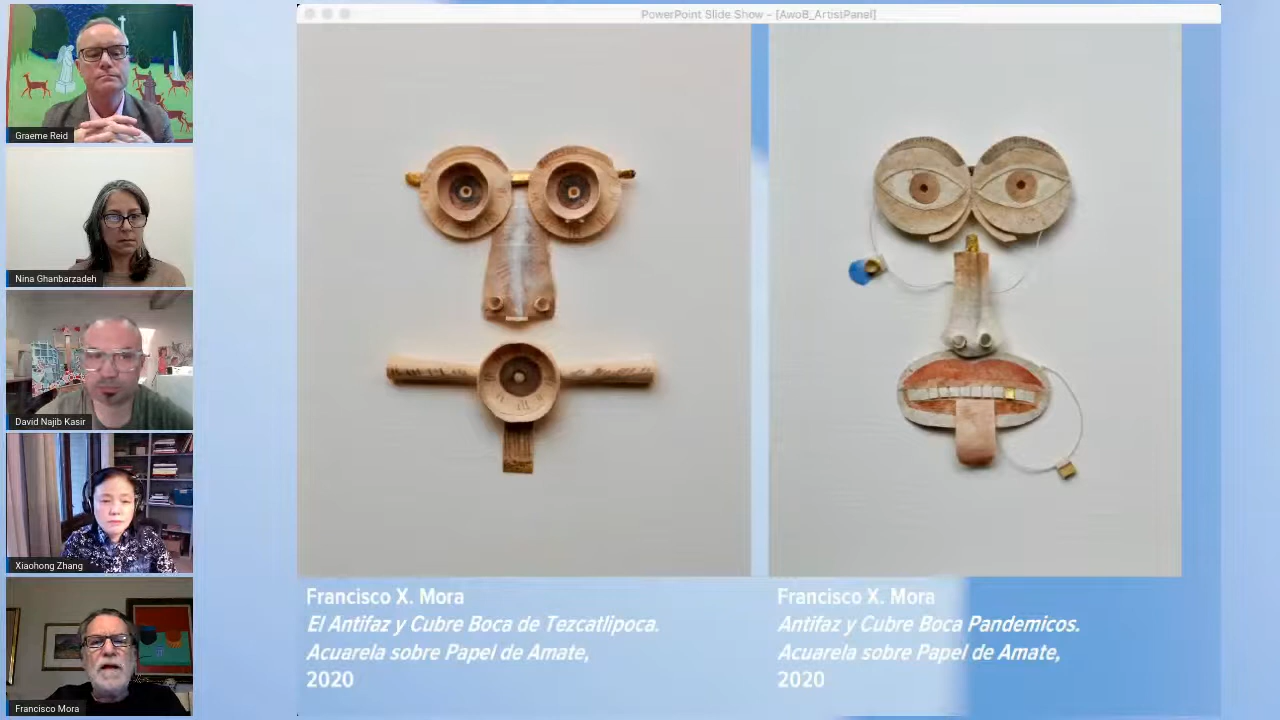 PowerPoint Slide Show – [AwoB_ArtistPanel]
Graeme Reid
Nina Ghanbarzadeh
David Najib Kasir
Xiaohong Zhang
Francisco Mora
Francisco X. Mora
El Antifaz y Cubre Boca de Tezcatlipoca.
Acuarela sobre Papel de Amate,
2020
Francisco X. Mora
Antifaz y Cubre Boca Pandemicos.
Acuarela sobre Papel de Amate,
2020